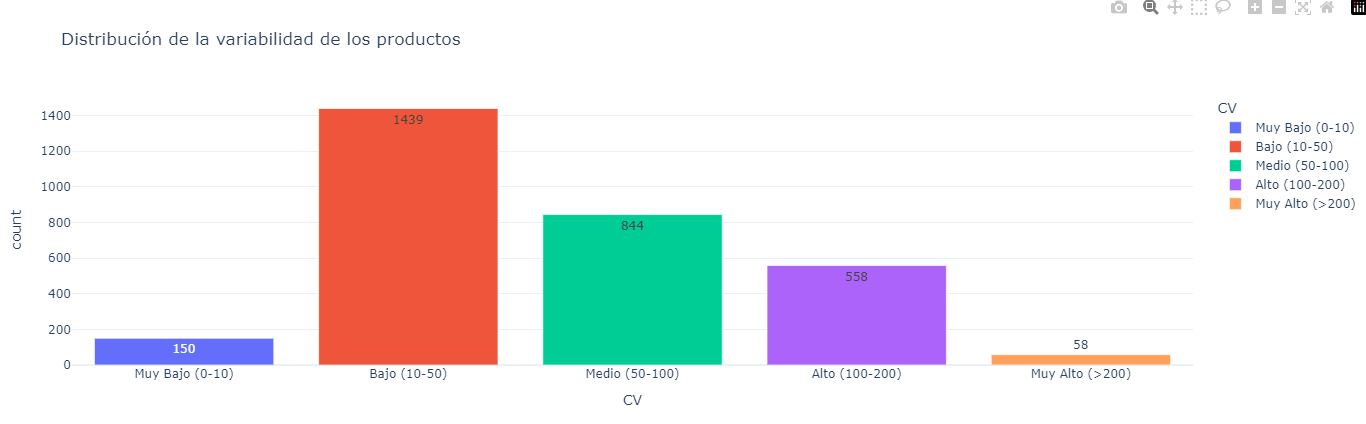 Distribución de la variabilidad de los productos
CV
Muy Bajo (0-10)
Bajo (10-50)
Medio (50-100)
Alto (100-200)
Muy Alto (>200)
count
1400
1200
1000
800
600
400
200
0
150
1439
844
558
58
Muy Bajo (0-10)
Bajo (10-50)
Medio (50-100)
Alto (100-200)
Muy Alto (>200)
CV